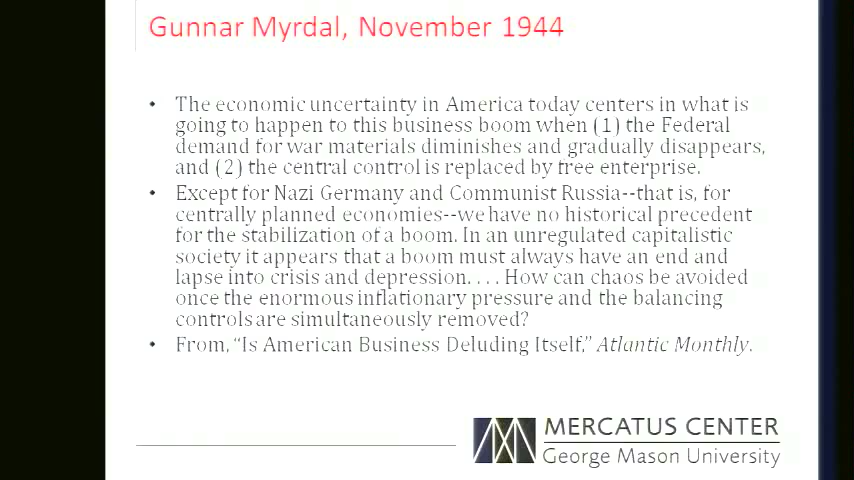 Gunnar Myrdal, November 1944
• The economic uncertainty in America today centers in what is
going to happen to this business boom when (1) the Federal
demand for war materials diminishes and gradually disappears,
and (2) the central control is replaced by free enterprise.
• Except for Nazi Germany and Communist Russia--that is, for
centrally planned economies--we have no historical precedent
for the stabilization of a boom. In an unregulated capitalistic
society it appears that a boom must always have an end and
lapse into crisis and depression. . . . How can chaos be avoided
once the enormous inflationary pressure and the balancing
controls are simultaneously removed?
• From, “Is American Business Deluding Itself,” Atlantic Monthly.
MERCATUS CENTER
George Mason University